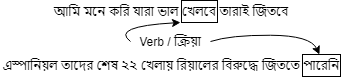 আমি মনে করি যারা ভাল খেলবে তারাই জিতবে
Verb / ক্রিয়া
এস্পানিয়ল তাদের শেষ ২২ খেলায় রিয়ালের বিরুদ্ধে জিততে পারেনি